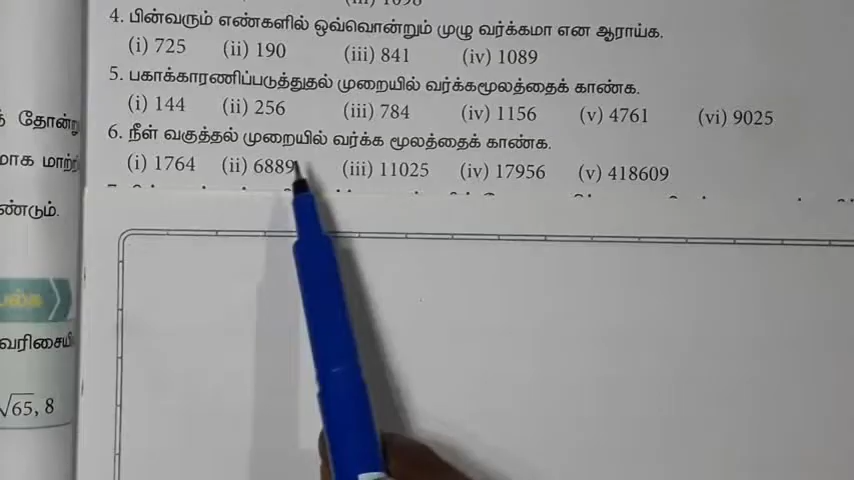 4. பின்வரும் எண்களில் ஒவ்வொன்றும் முழு வர்க்கமா என ஆராய்க.
(i) 725 (ii) 190 (iii) 841 (iv) 1089
5. பகாக்காரணிப்படுத்துதல் முறையில் வர்க்கமூலத்தைக் காண்க.
(i) 144 (ii) 256 (iii) 784 (iv) 1156 (v) 4761 (vi) 9025
6. நீள் வகுத்தல் முறையில் வர்க்க மூலத்தைக் காண்க.
(i) 1764 (ii) 6889 (iii) 11025 (iv) 17956 (v) 418609
மாக
√65, 8